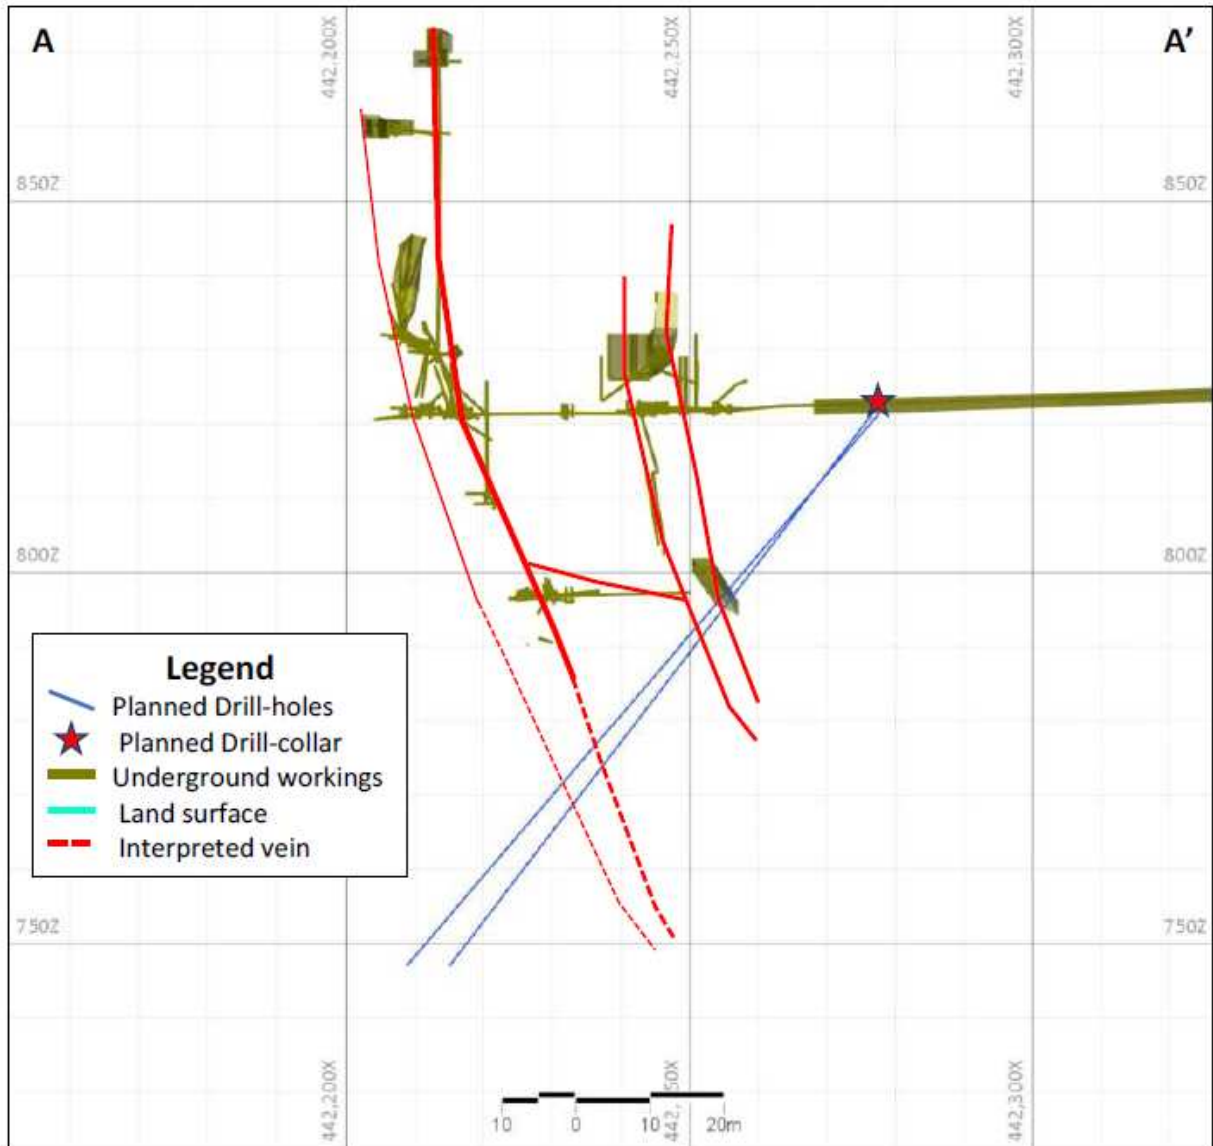 A
A'
442,200X
442,250X
442,300X
850Z
850Z
800Z
800Z
Legend
Planned Drill-holes
Planned Drill-collar
Underground workings
Land surface
Interpreted vein
750Z
750Z
442,200X
442,300X
10
0
10
20m